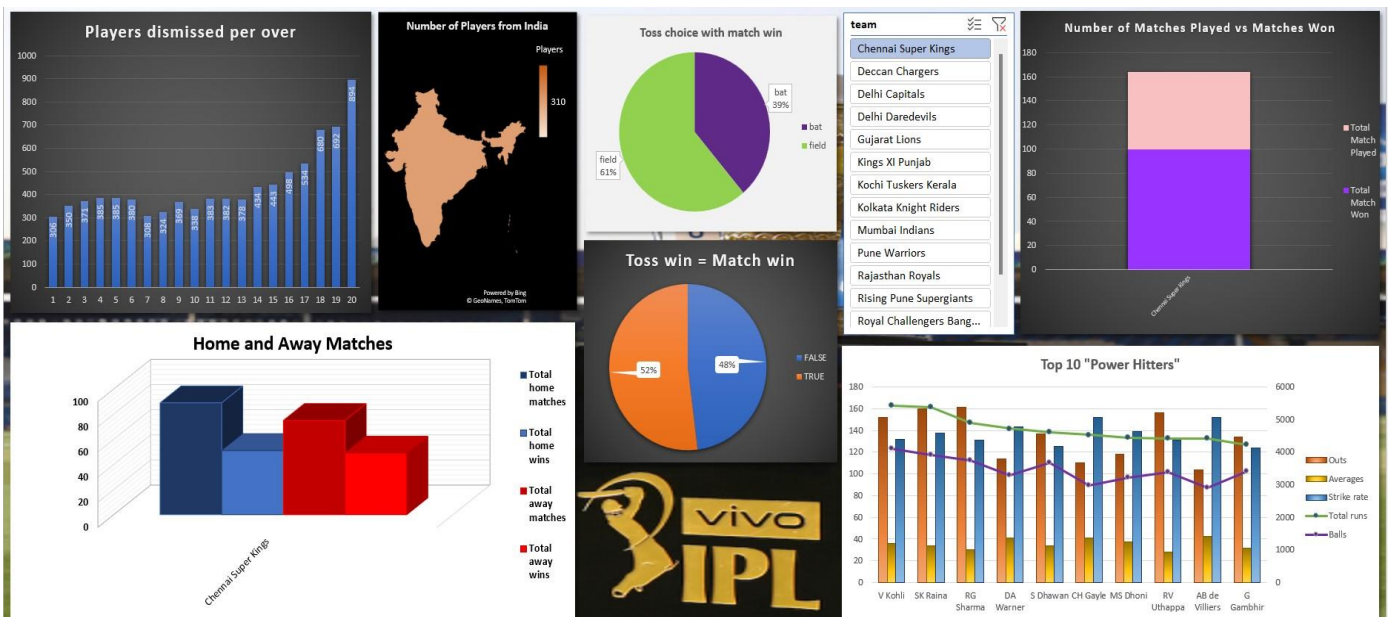 Players dismissed per over
1000
900
800
700
600
500
400
300
200
100
0
306
350
371
385
385
380
308
324
369
338
383
382
378
434
443
498
534
680
692
894
1 2 3 4 5 6 7 8 9 10 11 12 13 14 15 16 17 18 19 20
Number of Players from India
Players
310
Powered by Bing
© GeoNames, TomTom
Toss choice with match win
bat
39%
field
61%
bat
field
Toss win = Match win
52%
48%
FALSE
TRUE
team
Chennai Super Kings
Deccan Chargers
Delhi Capitals
Delhi Daredevils
Gujarat Lions
Kings XI Punjab
Kochi Tuskers Kerala
Kolkata Knight Riders
Mumbai Indians
Pune Warriors
Rajasthan Royals
Rising Pune Supergiants
Royal Challengers Bang...
Number of Matches Played vs Matches Won
180
160
140
120
100
80
60
40
20
0
Chennai Super Kings
Total
Match
Played
Total
Match
Won
Home and Away Matches
100
80
60
40
20
0
Chennai Super Kings
Total
home
matches
Total
home
wins
Total
away
matches
Total
away
wins
vivo
IPL
Top 10 "Power Hitters"
180
160
140
120
100
80
60
40
20
0
6000
5000
4000
3000
2000
1000
0
V Kohli
SK Raina
RG
Sharma
DA
Warner
S Dhawan
CH Gayle
MS Dhoni
RV
Uthappa
AB de
Villiers
G
Gambhir
Outs
Averages
Strike rate
Total runs
Balls